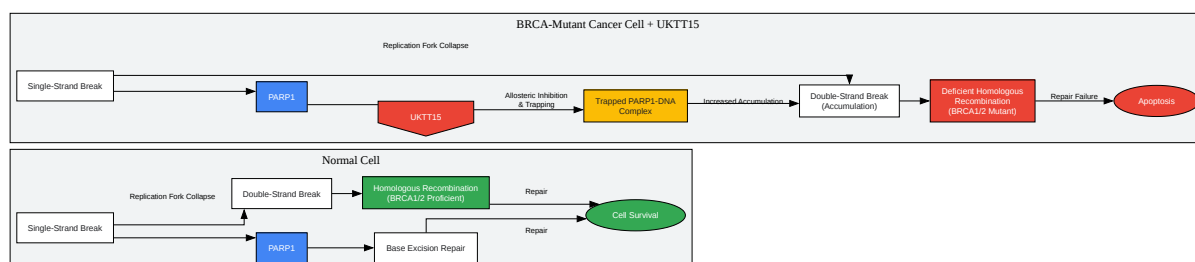 BRCA-Mutant Cancer Cell + UKTT15
Replication Fork Collapse
Single-Strand Break
PARP1
UKTT15
Allosteric Inhibition
& Trapping
Trapped PARP1-DNA
Complex
Increased Accumulation
Double-Strand Break
(Accumulation)
Deficient Homologous
Recombination
(BRCA1/2 Mutant)
Repair Failure
Apoptosis
Normal Cell
Replication Fork Collapse
Double-Strand Break
Homologous Recombination
(BRCA1/2 Proficient)
Repair
Cell Survival
Single-Strand Break
PARP1
Base Excision Repair
Repair